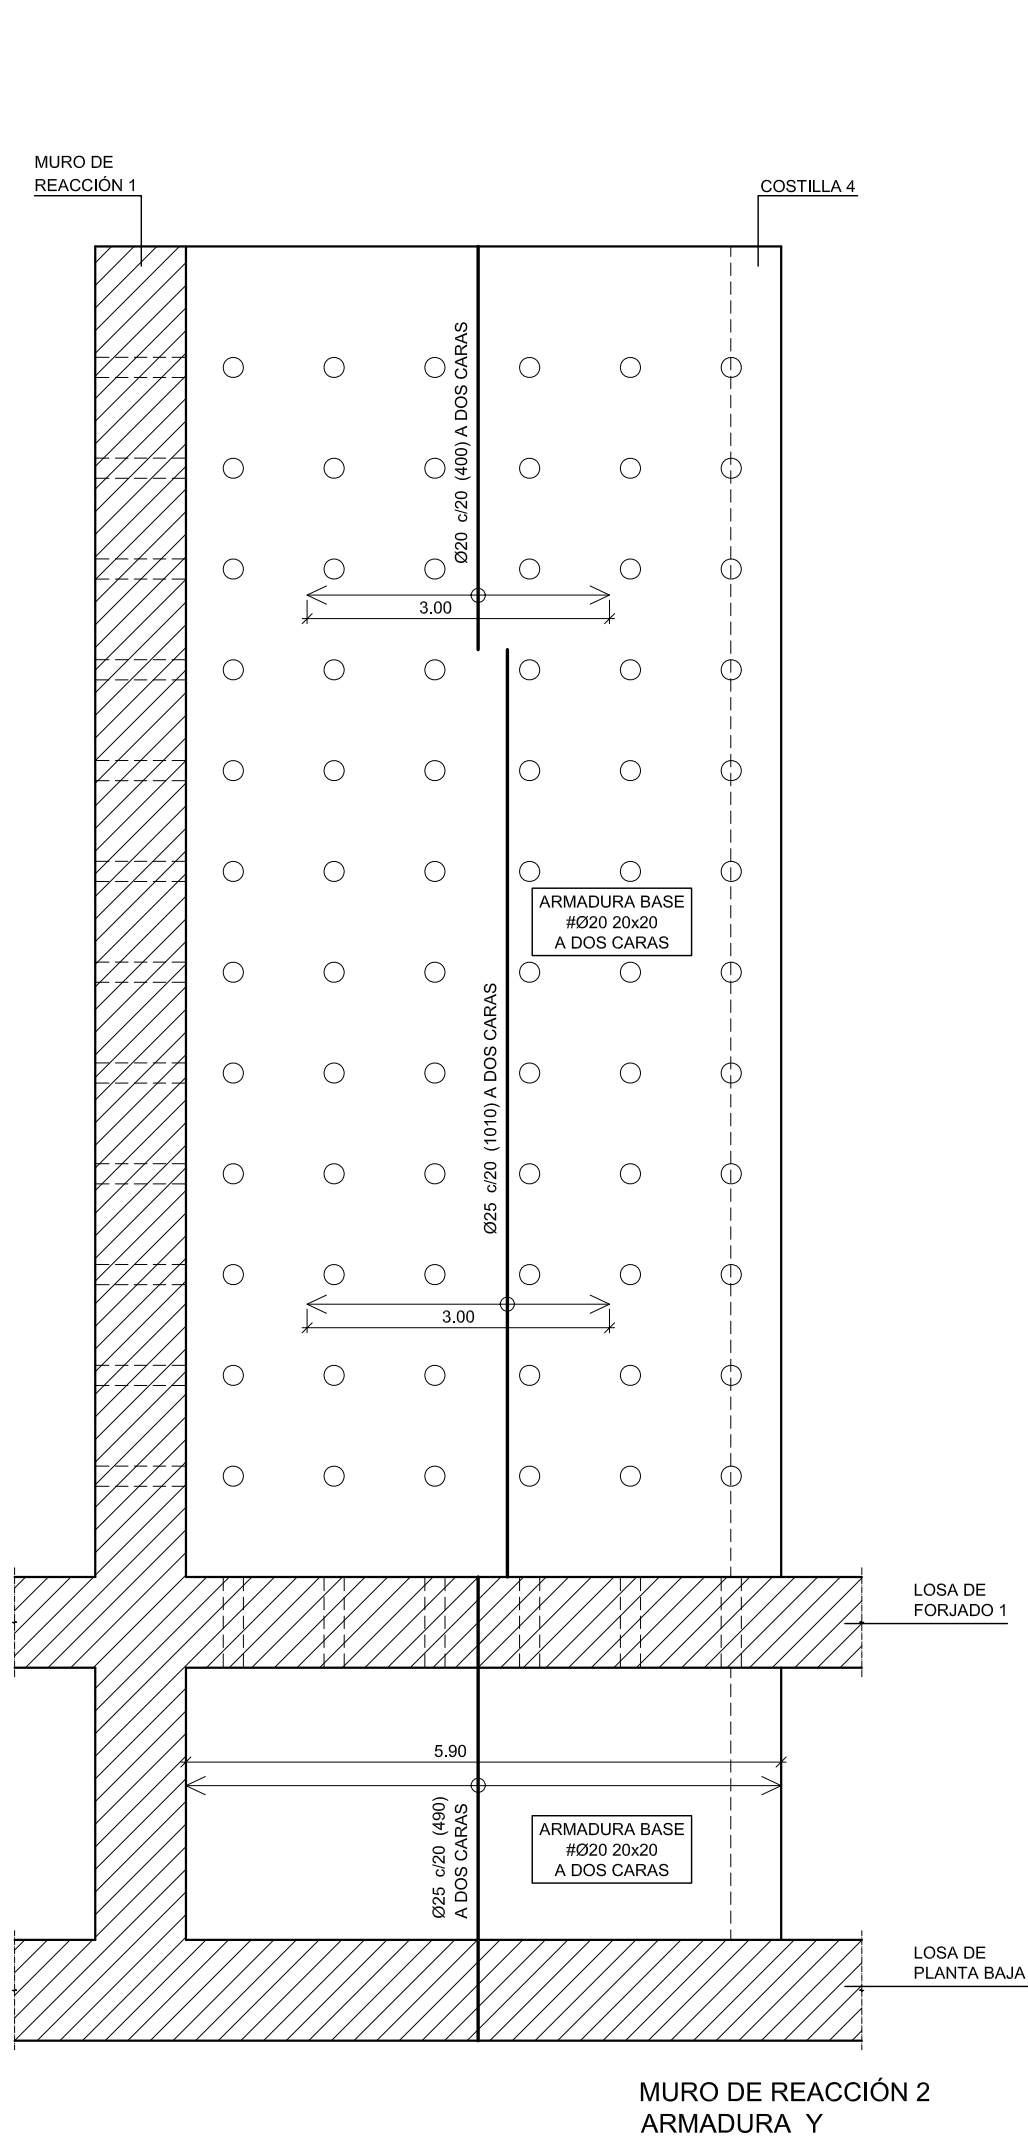 MURO DE
REACCIÓN 1
COSTILLA 4
Ø20 c/20 (400) A DOS CARAS
3.00
ARMADURA BASE
#Ø20 20x20
A DOS CARAS
Ø25 c/20 (1010) A DOS CARAS
3.00
LOSA DE
FORJADO 1
5.90
Ø25 c/20 (490)
A DOS CARAS
ARMADURA BASE
#Ø20 20x20
A DOS CARAS
LOSA DE
PLANTA BAJA
MURO DE REACCIÓN 2
ARMADURA Y